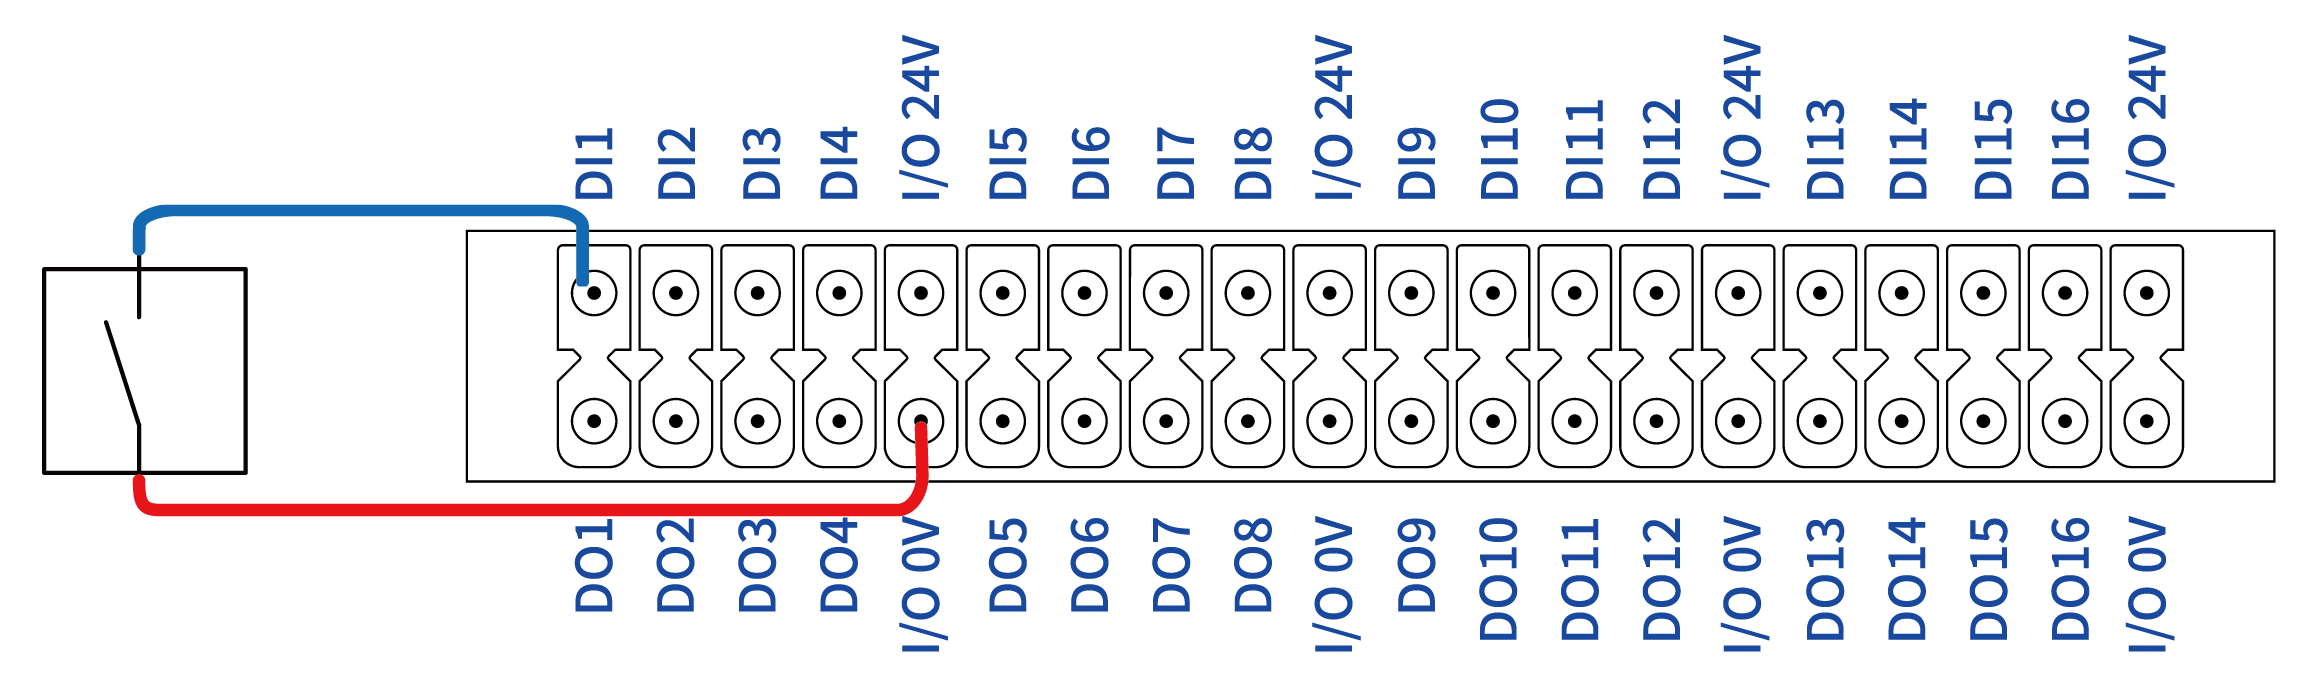 DI1
DI2
DI3
DI4
I/O 24V
DI5
DI6
DI7
DI8
I/O 24V
DI9
DI10
DI11
DI12
I/O 24V
DI13
DI14
DI15
DI16
I/O 24V
DO1
DO2
DO3
DO4
I/O 0V
DO5
DO6
DO7
DO8
I/O 0V
DO9
DO10
DO11
DO12
I/O 0V
DO13
DO14
DO15
DO16
I/O 0V